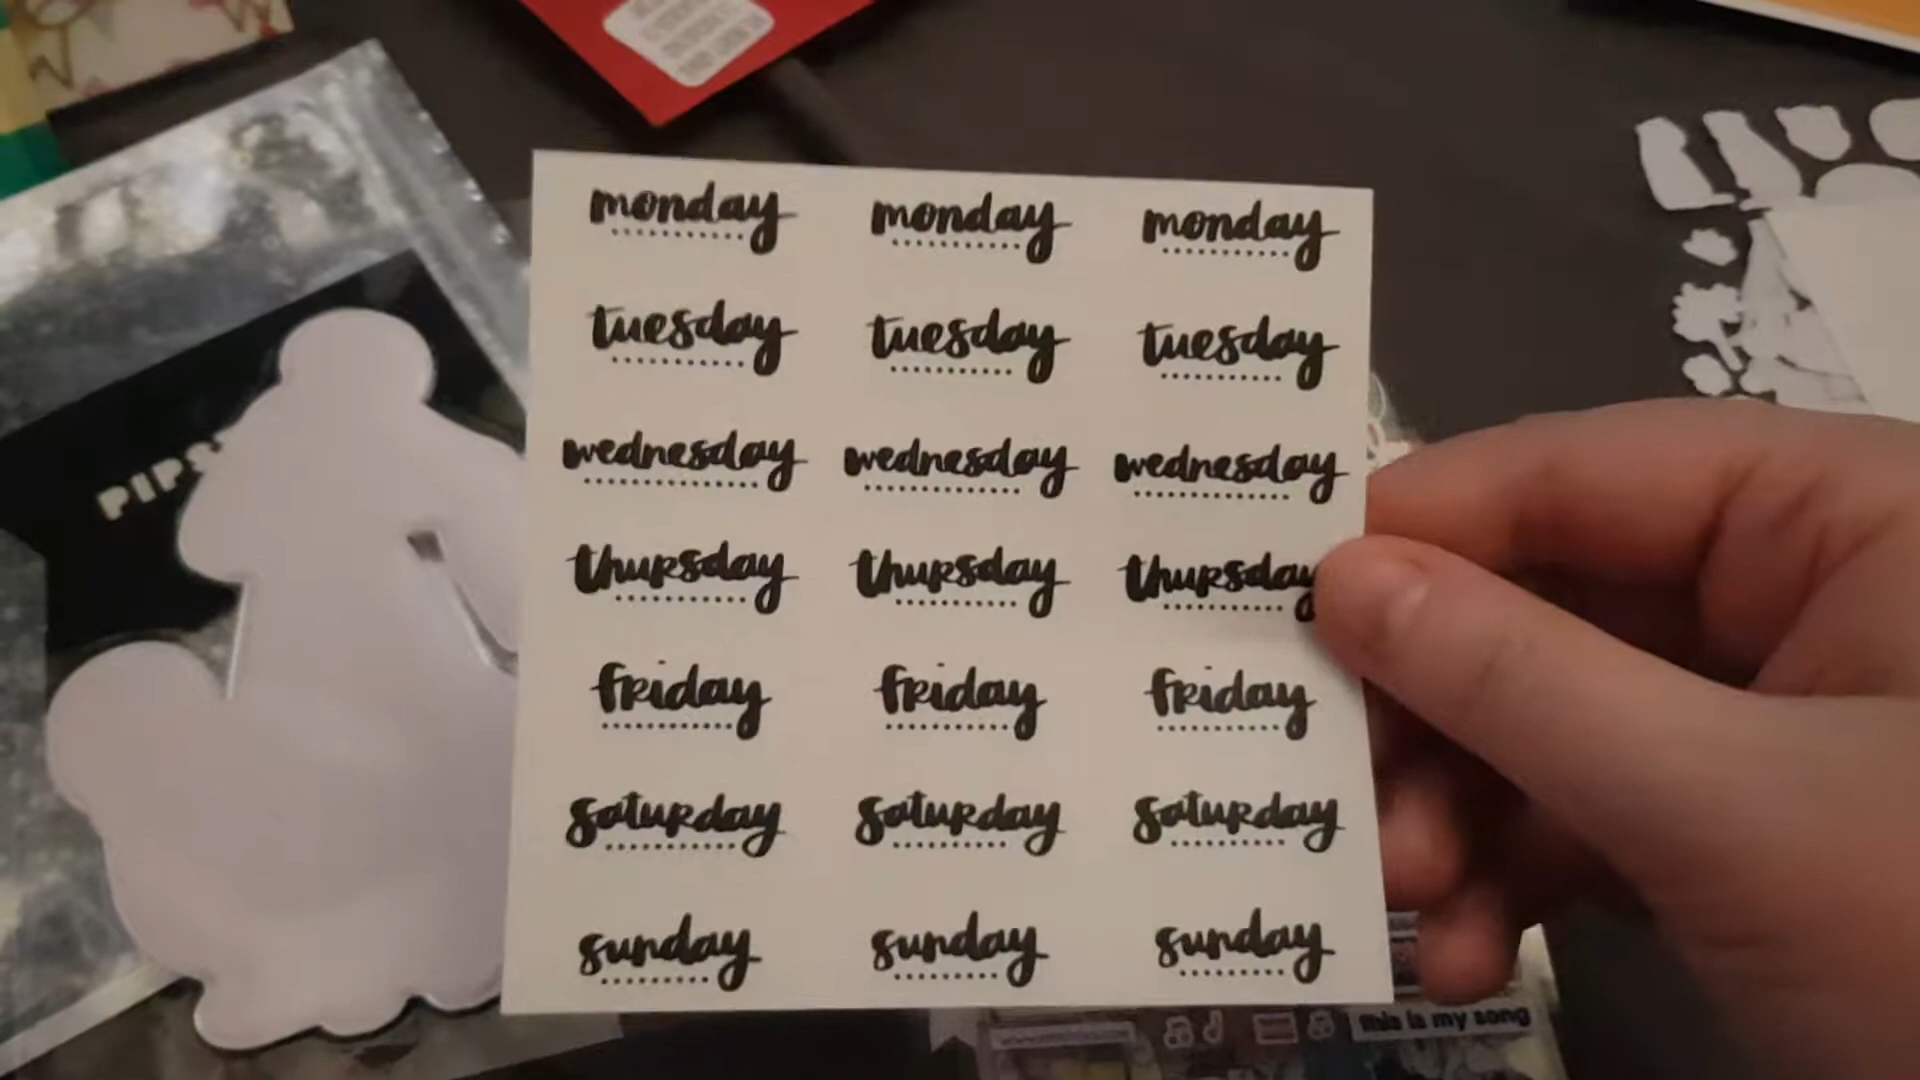 monday monday monday
tuesday tuesday tuesday
wednesday wednesday wednesday
thursday thursday thursday
friday friday friday
saturday saturday saturday
sunday sunday sunday
this is my song